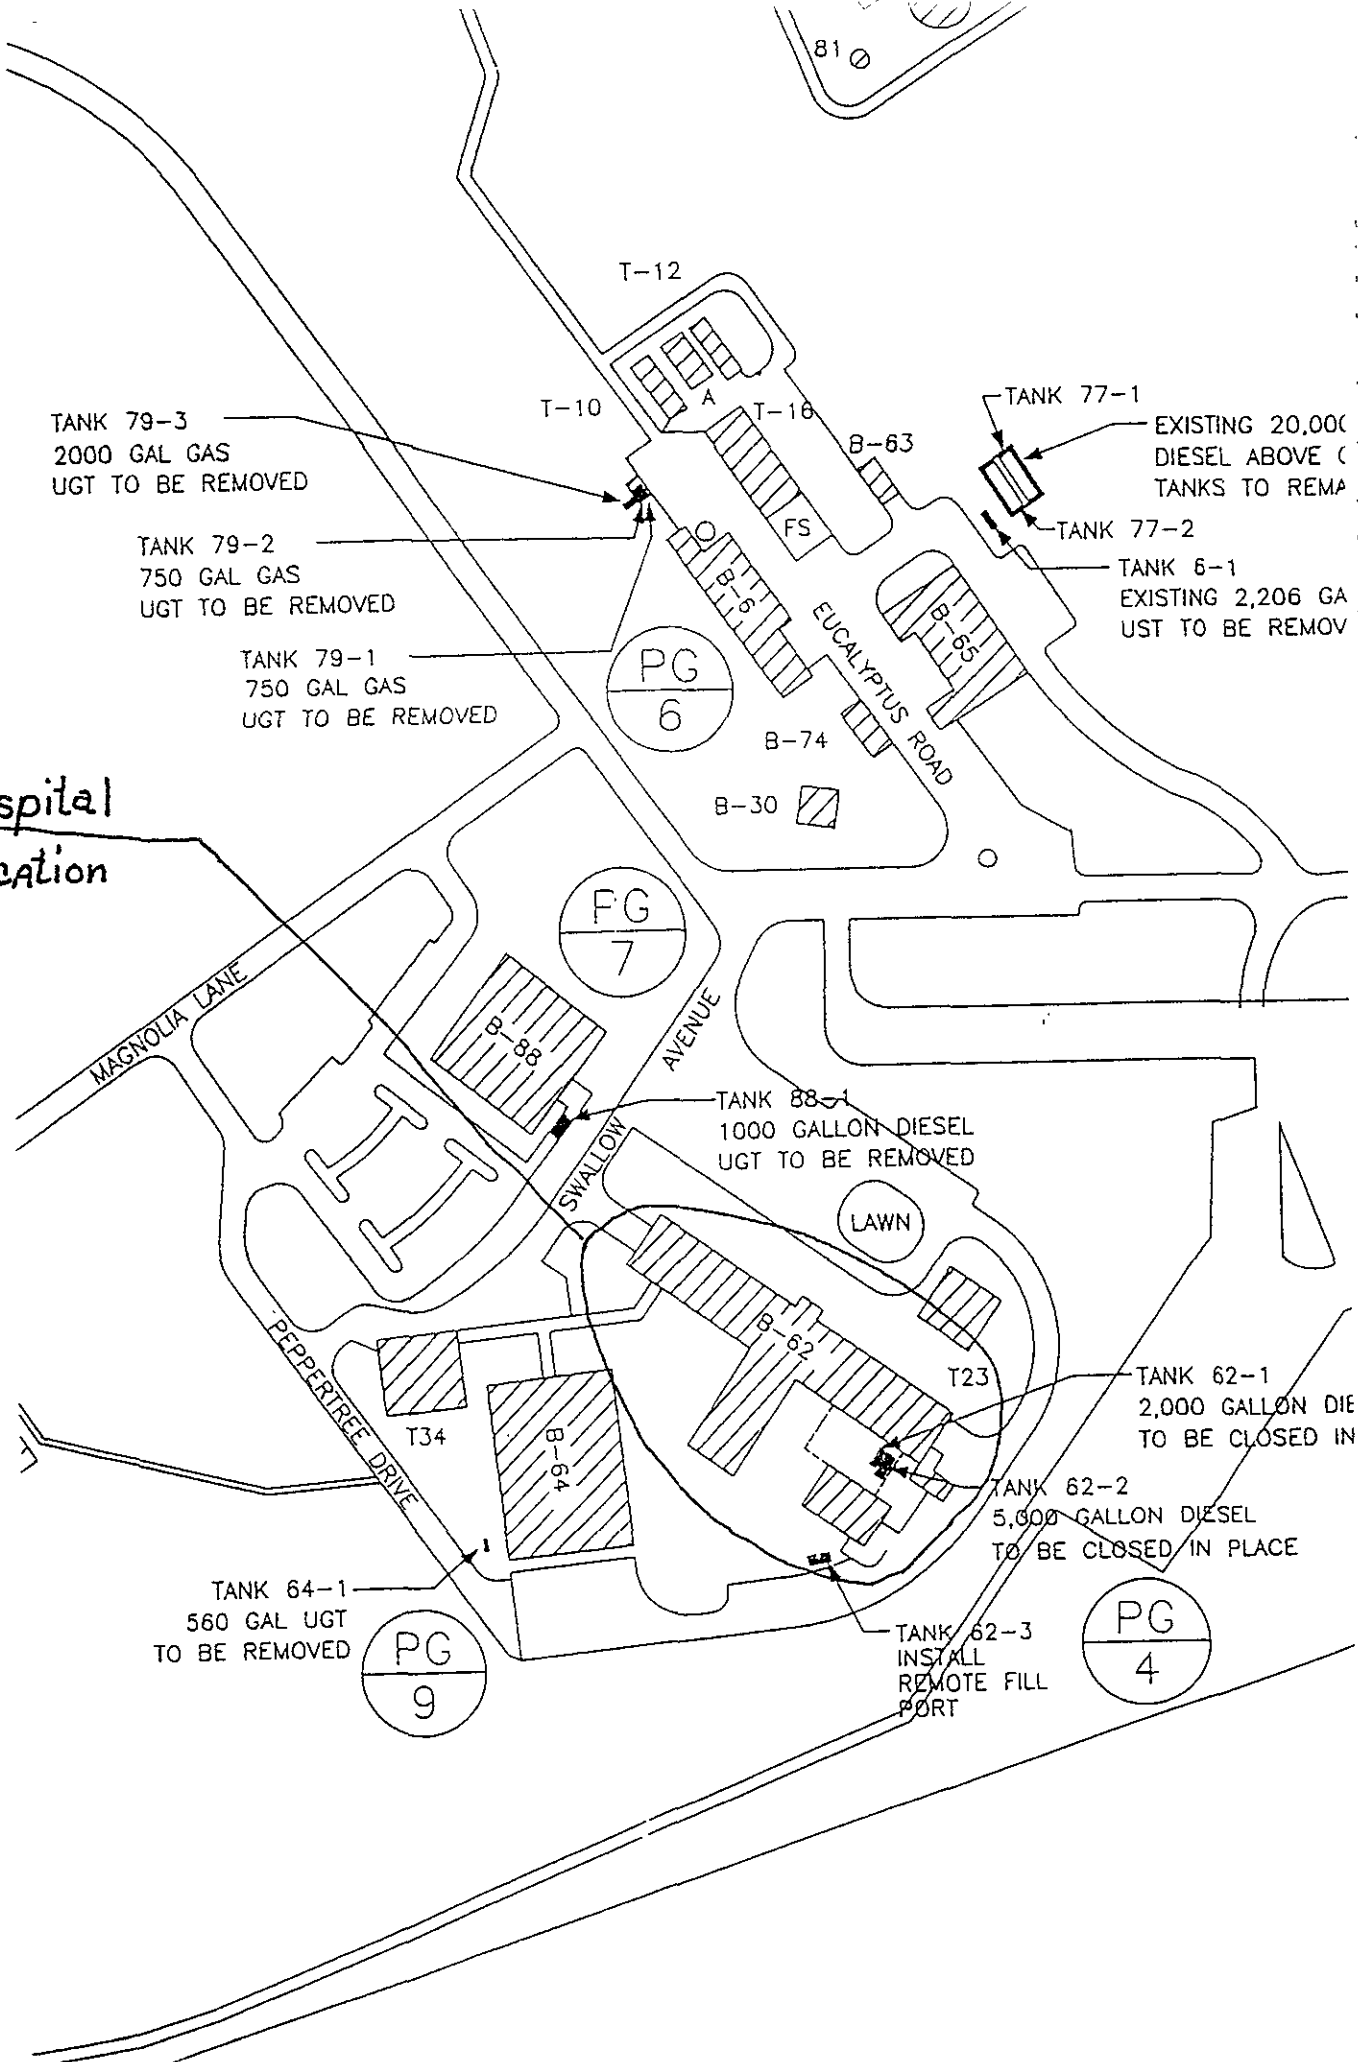 81
T-12
T-10
A
T-16
B-63
TANK 79-3
2000 GAL GAS
UGT TO BE REMOVED
TANK 77-1
EXISTING 20,000
DIESEL ABOVE
TANKS TO REMA
TANK 77-2
FS
TANK 79-2
750 GAL GAS
UGT TO BE REMOVED
TANK 6-1
EXISTING 2,206 GA
UST TO BE REMOV
B-6
B-65
EUCALYPTUS ROAD
TANK 79-1
750 GAL GAS
UGT TO BE REMOVED
PG
6
B-74
B-30
spital
cation
PG
7
MAGNOLIA LANE
B-88
SWALLOW AVENUE
TANK 88-1
1000 GALLON DIESEL
UGT TO BE REMOVED
LAWN
B-62
T23
PEPPERTREE DRIVE
T34
B-64
TANK 62-1
2,000 GALLON DIE
TO BE CLOSED IN
TANK 62-2
5,000 GALLON DIESEL
TO BE CLOSED IN PLACE
TANK 64-1
560 GAL UGT
TO BE REMOVED
PG
9
TANK 62-3
INSTALL
REMOTE FILL
PORT
PG
4